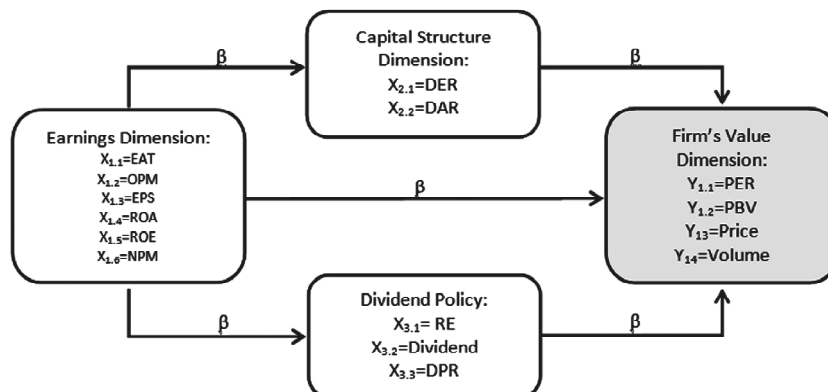 β
Capital Structure
Dimension:
X₂.₁=DER
X₂.₂=DAR
β
Earnings Dimension:
X₁.₁=EAT
X₁.₂=OPM
X₁.₃=EPS
X₁.₄=ROA
X₁.₅=ROE
X₁.₆=NPM
β
Firm's Value
Dimension:
Y₁.₁=PER
Y₁.₂=PBV
Y₁₃=Price
Y₁₄=Volume
β
Dividend Policy:
X₃.₁= RE
X₃.₂=Dividend
X₃.₃=DPR
β